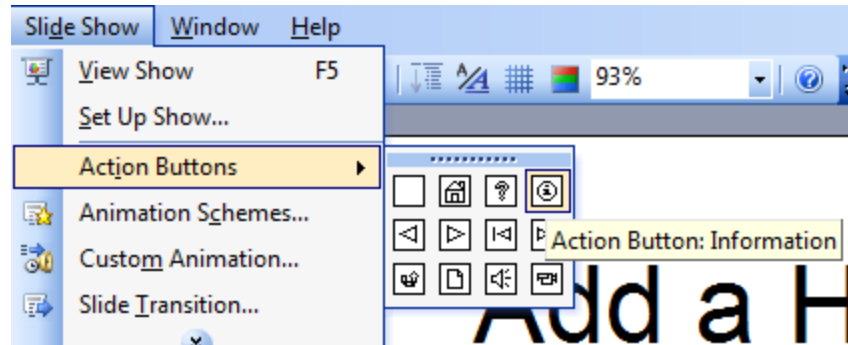 Slide Show Window Help
View Show F5
93%
Set Up Show...
Action Buttons
Animation Schemes...
Action Button: Information
Custom Animation...
Slide Transition...
Add a H